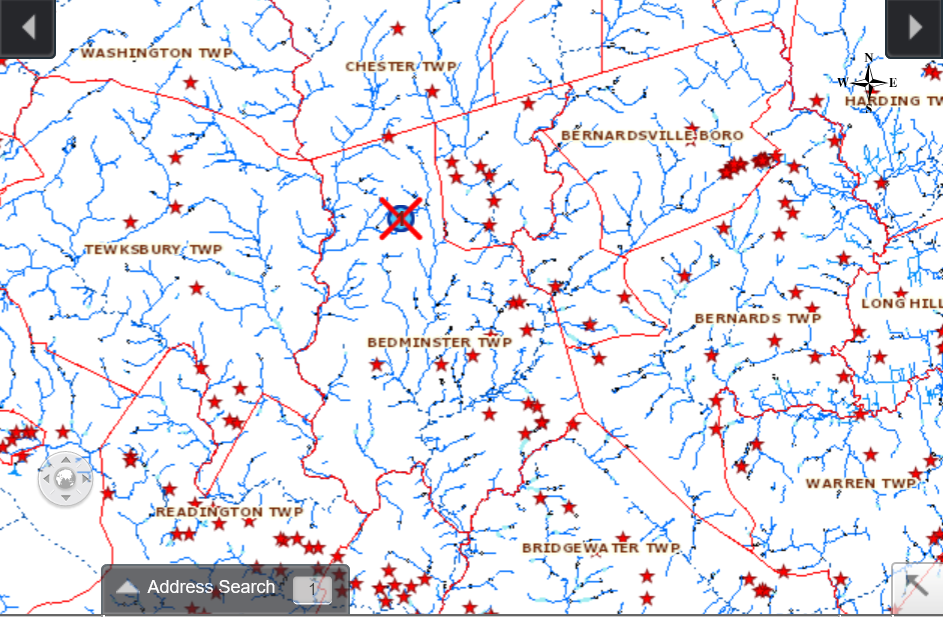 WASHINGTON TWP
CHESTER TWP
N
W E
HARDING TW
BERNARDSVILLE BORO
TEWKSBURY TWP
LONG HILL
BERNARDS TWP
BEDMINSTER TWP
WARREN TWP
READINGTON TWP
BRIDGEWATER TWP
Address Search 1